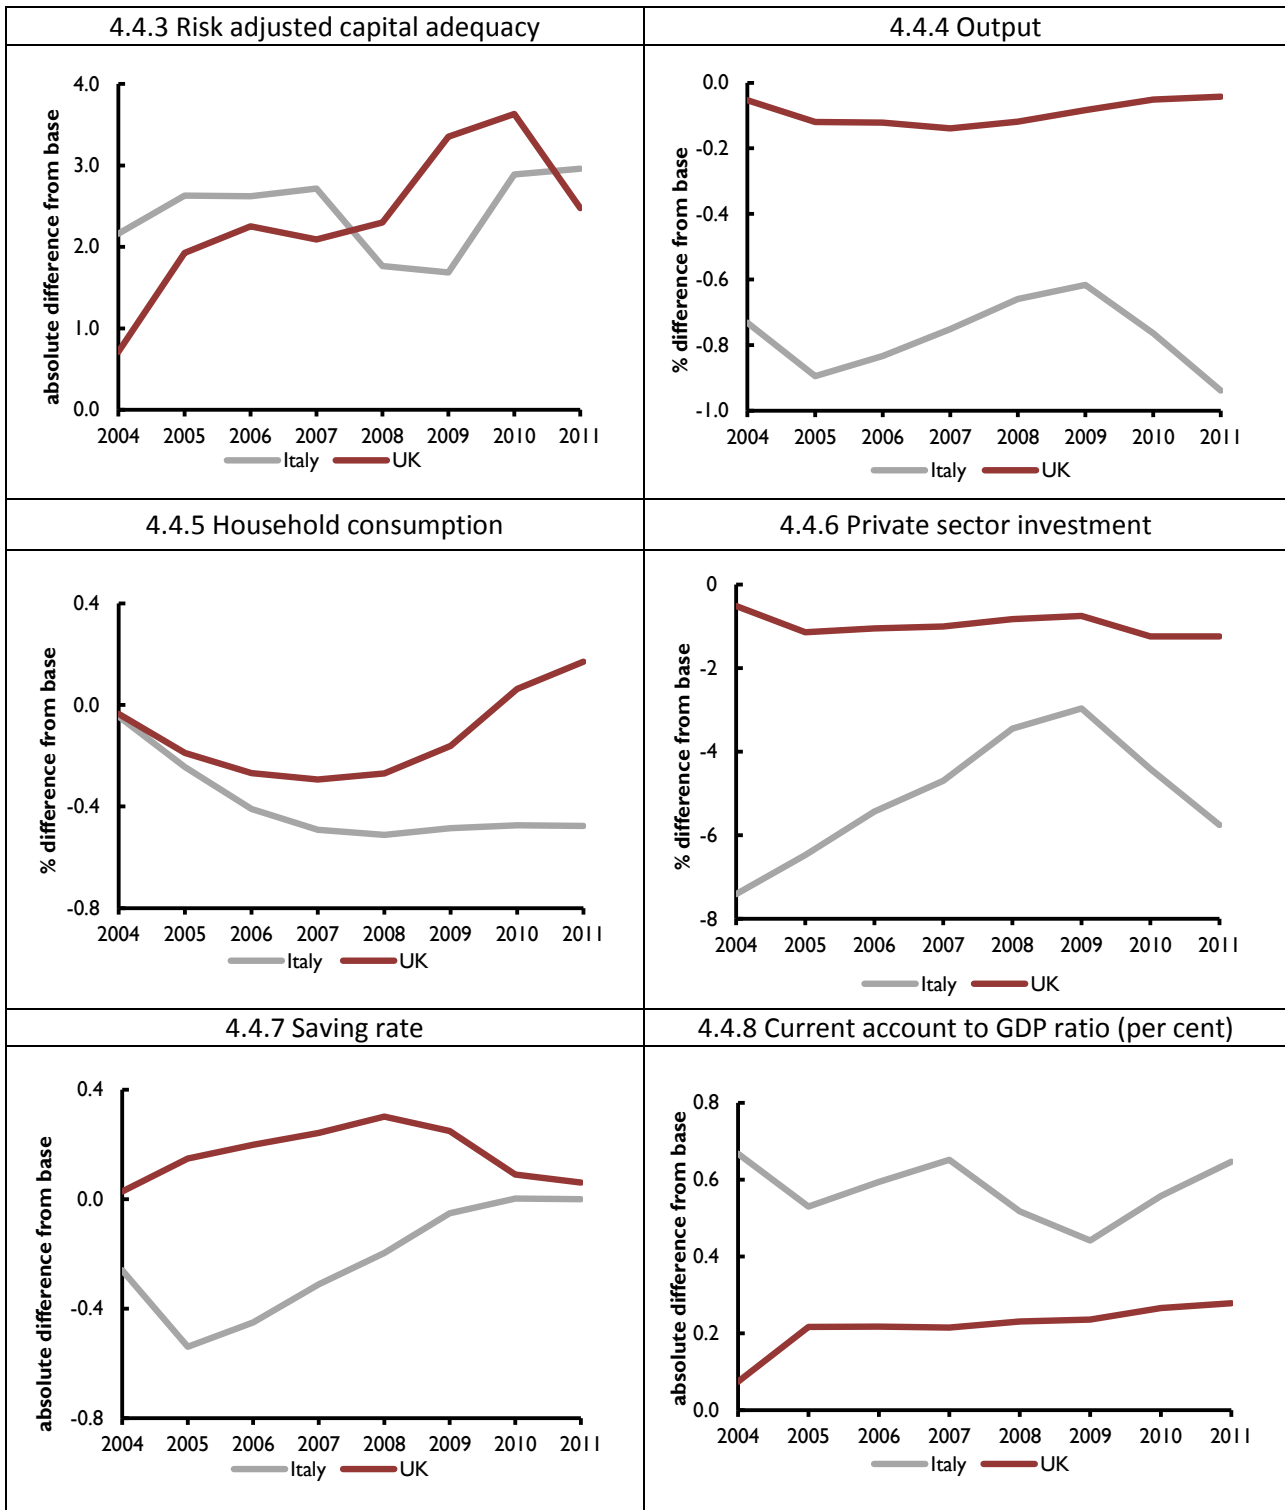 4.4.3 Risk adjusted capital adequacy
absolute difference from base
4.0
3.0
2.0
1.0
0.0
2004 2005 2006 2007 2008 2009 2010 2011
Italy UK
4.4.4 Output
% difference from base
0.0
-0.2
-0.4
-0.6
-0.8
-1.0
2004 2005 2006 2007 2008 2009 2010 2011
Italy UK
4.4.5 Household consumption
% difference from base
0.4
0.0
-0.4
-0.8
2004 2005 2006 2007 2008 2009 2010 2011
Italy UK
4.4.6 Private sector investment
% difference from base
0
-2
-4
-6
-8
2004 2005 2006 2007 2008 2009 2010 2011
Italy UK
4.4.7 Saving rate
absolute difference from base
0.4
0.0
-0.4
-0.8
2004 2005 2006 2007 2008 2009 2010 2011
Italy UK
4.4.8 Current account to GDP ratio (per cent)
absolute difference from base
0.8
0.6
0.4
0.2
0.0
2004 2005 2006 2007 2008 2009 2010 2011
Italy UK